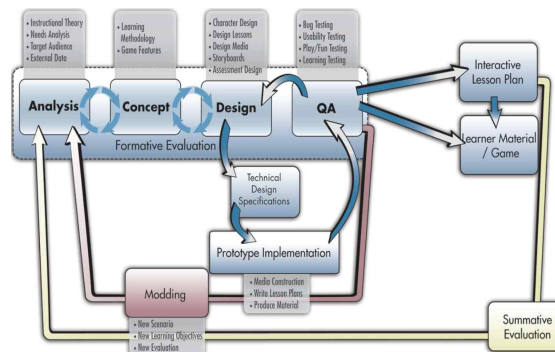 • Instructional Theory
• Needs Analysis
• Target Audience
• External Data
• Learning
Methodology
• Game Features
• Character Design
• Design Lessons
• Design Media
• Storyboards
• Assessment Design
• Bug Testing
• Usability Testing
• Play/Fun Testing
• Learning Testing
Analysis
Concept
Design
QA
Formative Evaluation
Interactive
Lesson Plan
Learner Material
/ Game
Technical
Design
Specifications
Prototype Implementation
• Media Construction
• Write Lesson Plans
• Produce Material
Modding
• New Scenario
• New Learning Objectives
• New Evaluation
Summative
Evaluation